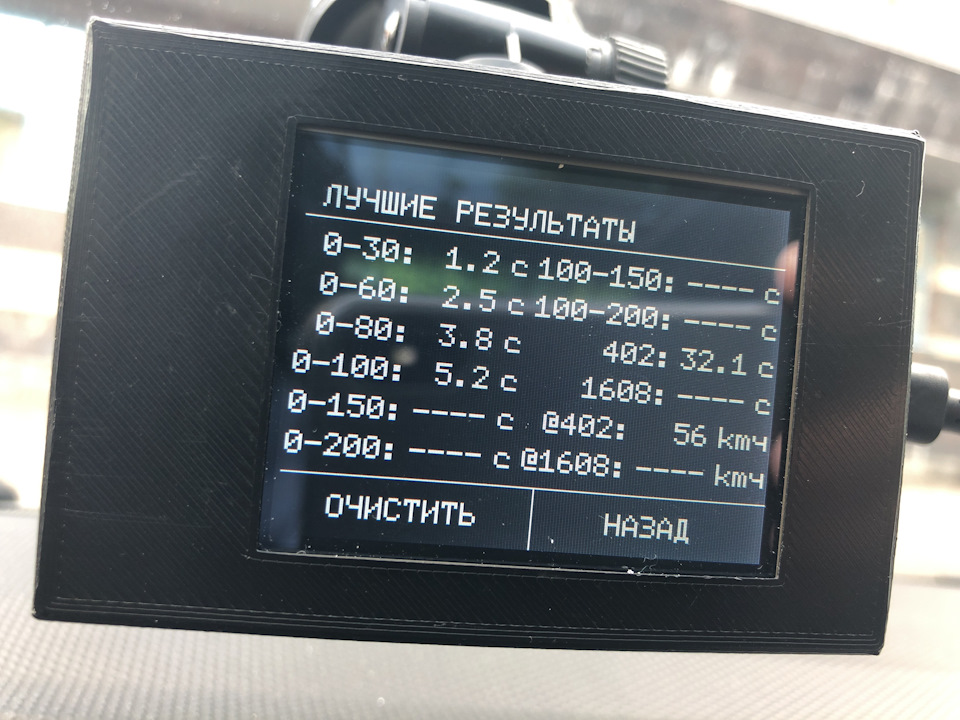 ЛУЧШИЕ РЕЗУЛЬТАТЫ
0-30: 1.2 с 100-150: ---- с
0-60: 2.5 с 100-200: ---- с
0-80: 3.8 с 402: 32.1 с
0-100: 5.2 с 1608: ---- с
0-150: ---- с @402: 56 kmч
0-200: ---- с @1608: ---- kmч
ОЧИСТИТЬ НАЗАД